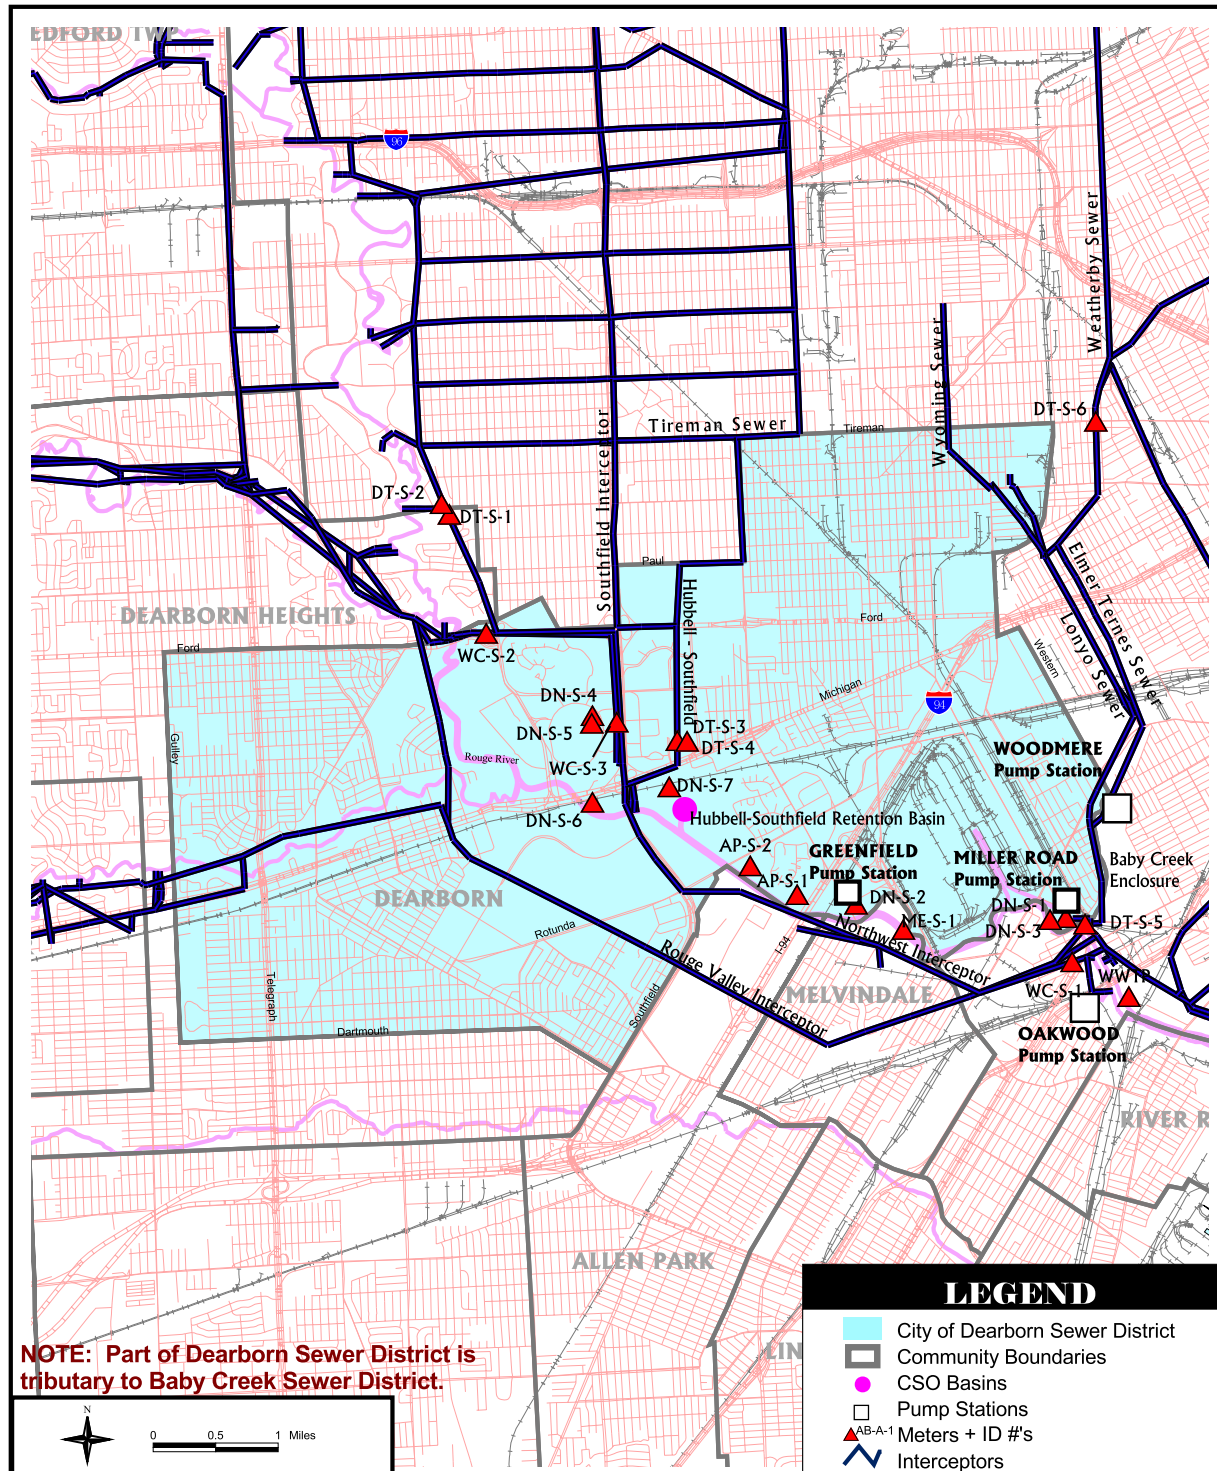 EDFORD TWP
96
Weatherby Sewer
Wyoming Sewer
Southfield Interceptor
DT-S-6
Tireman Sewer
Tireman
DT-S-2
DT-S-1
Paul
Elmer Ternes Sewer
Lonyo Sewer
Hubbell - Southfield
DEARBORN HEIGHTS
Ford
Ford
WC-S-2
Western
Michigan
94
DN-S-4
DN-S-5
DT-S-3
DT-S-4
Gulley
Rouge River
WC-S-3
WOODMERE
Pump Station
DN-S-7
DN-S-6
Hubbell-Southfield Retention Basin
AP-S-2
GREENFIELD
Pump Station
MILLER ROAD
Pump Station
Baby Creek
Enclosure
AP-S-1
DEARBORN
DN-S-2
DN-S-1
ME-S-1
DN-S-3
DT-S-5
Rotunda
I-94
Northwest Interceptor
Rouge Valley Interceptor
Telegraph
Southfield
MELVINDALE
WC-S-1
WWTP
Dartmouth
OAKWOOD
Pump Station
RIVER R
ALLEN PARK
LIN
NOTE: Part of Dearborn Sewer District is
tributary to Baby Creek Sewer District.
N
0 0.5 1 Miles
LEGEND
City of Dearborn Sewer District
Community Boundaries
CSO Basins
Pump Stations
AB-A-1 Meters + ID #'s
Interceptors